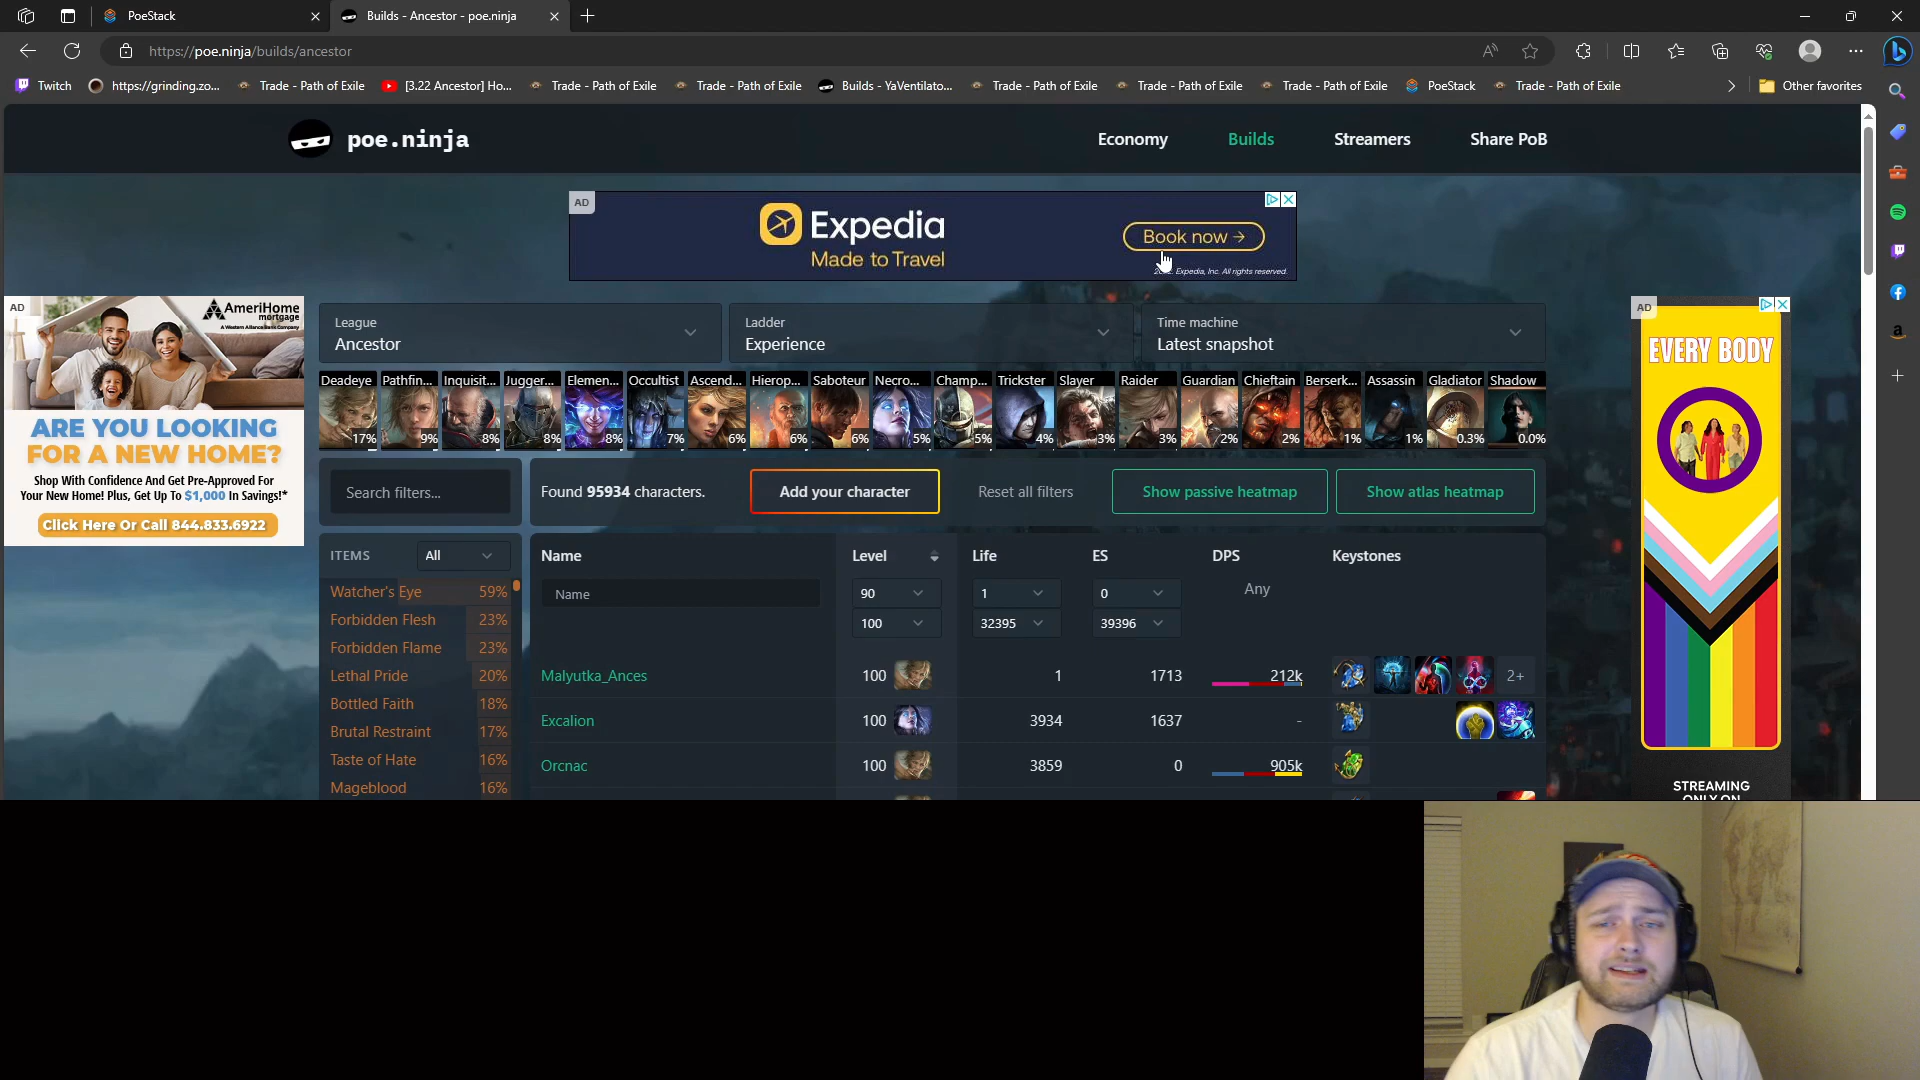 PoeStack
Builds - Ancestor - poe.ninja
https://poe.ninja/builds/ancestor
Twitch
https://grinding.zo...
Trade - Path of Exile
[3.22 Ancestor] Ho...
Trade - Path of Exile
Trade - Path of Exile
Builds - YaVentilato...
Trade - Path of Exile
Trade - Path of Exile
Trade - Path of Exile
PoeStack
Trade - Path of Exile
Other favorites
poe.ninja
Economy
Builds
Streamers
Share PoB
AD
Expedia
Made to Travel
Book now →
Expedia, Inc. All rights reserved.
AD
AmeriHome
mortgage
A Western Alliance Bank Company
ARE YOU LOOKING
FOR A NEW HOME?
Shop With Confidence And Get Pre-Approved For
Your New Home! Plus, Get Up To $1,000 In Savings!*
Click Here Or Call 844.833.6922
League
Ancestor
Ladder
Experience
Time machine
Latest snapshot
Deadeye Pathfin... Inquisit... Jugger... Elemen... Occultist Ascend... Hierop... Saboteur Necro... Champ... Trickster Slayer Raider Guardian Chieftain Berserk... Assassin Gladiator Shadow
17% 9% 8% 8% 8% 7% 6% 6% 6% 5% 5% 4% 3% 3% 2% 2% 1% 1% 0.3% 0.0%
Search filters...
Found 95934 characters.
Add your character
Reset all filters
Show passive heatmap
Show atlas heatmap
ITEMS All
Watcher's Eye 59%
Forbidden Flesh 23%
Forbidden Flame 23%
Lethal Pride 20%
Bottled Faith 18%
Brutal Restraint 17%
Taste of Hate 16%
Mageblood 16%
Name Level Life ES DPS Keystones
Name 90 1 0 Any
100 32395 39396
Malyutka_Ances 100 1 1713 212k 2+
Excalion 100 3934 1637 -
Orcnac 100 3859 0 905k
AD
EVERY BODY
STREAMING
ONLY ON